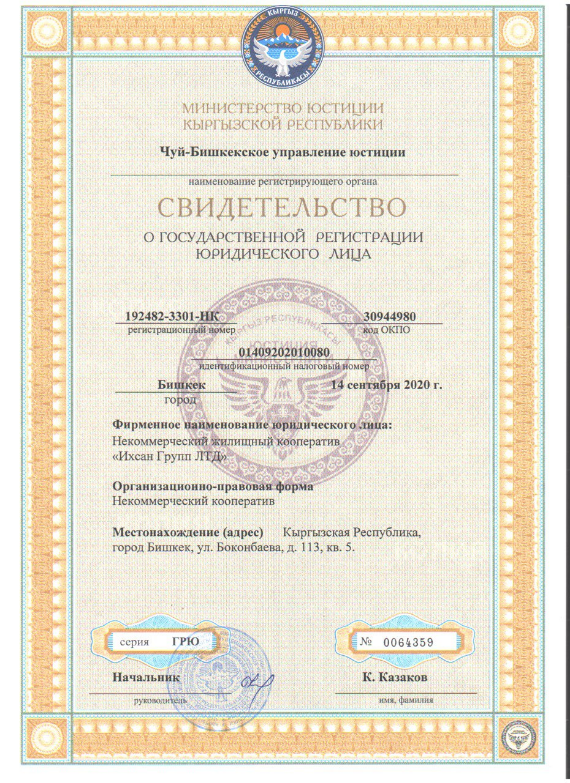 КЫРГЫЗ
РЕСПУБЛИКАСЫ
МИНИСТЕРСТВО ЮСТИЦИИ
КЫРГЫЗСКОЙ РЕСПУБЛИКИ
Чуй-Бишкекское управление юстиции
наименование регистрирующего органа
СВИДЕТЕЛЬСТВО
О ГОСУДАРСТВЕННОЙ РЕГИСТРАЦИИ
ЮРИДИЧЕСКОГО ЛИЦА
КЫРГЫЗ РЕСПУБЛИКАСЫ
ЮСТИЦИЯ
192482-3301-НК 30944980
регистрационный номер код ОКПО
01409202010080
идентификационный налоговый номер
Бишкек 14 сентября 2020 г.
город
Фирменное наименование юридического лица:
Некоммерческий жилищный кооператив
«Ихсан Групп ЛТД»
Организационно-правовая форма
Некоммерческий кооператив
Местонахождение (адрес) Кыргызская Республика,
город Бишкек, ул. Боконбаева, д. 113, кв. 5.
серия ГРЮ № 0064359
Начальник К. Казаков
руководитель имя, фамилия